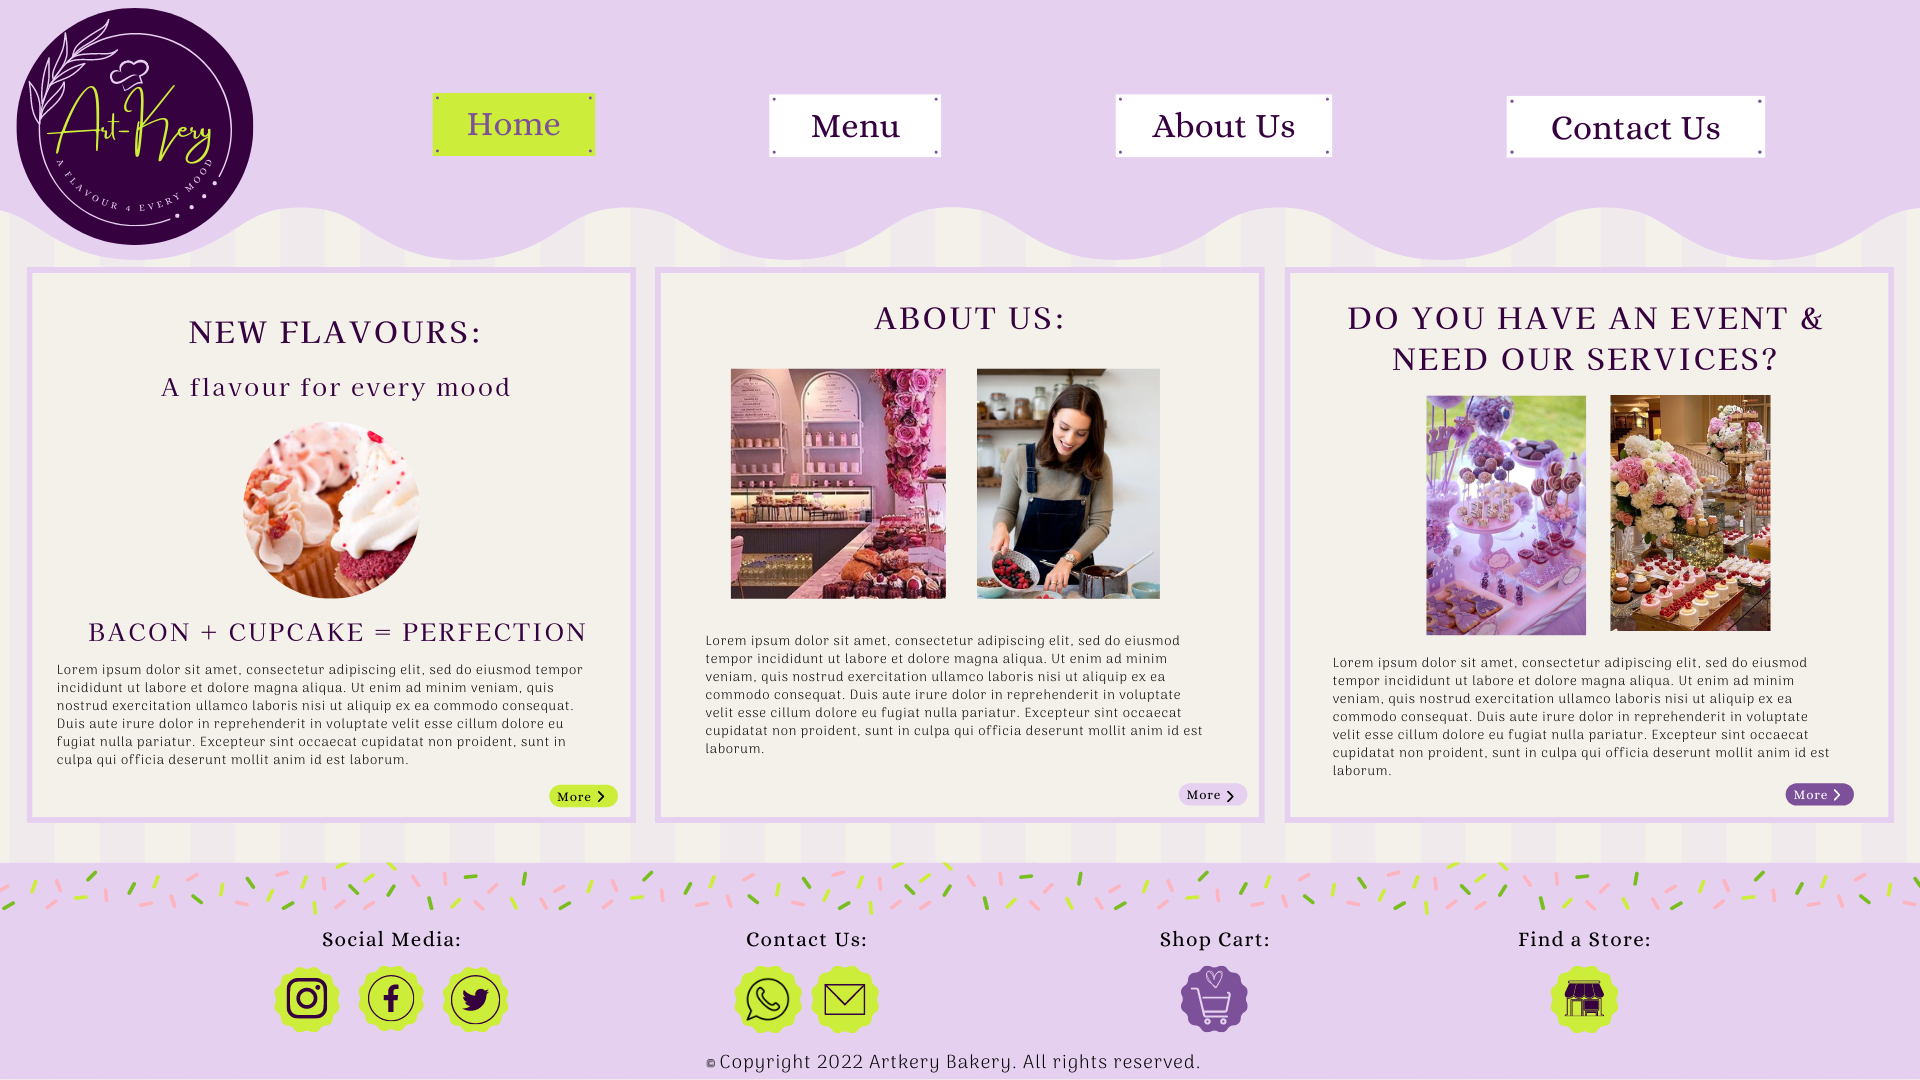 Art-Kery
A FLAVOUR 4 EVERY MOOD
Home
Menu
About Us
Contact Us
NEW FLAVOURS:
A flavour for every mood
BACON + CUPCAKE = PERFECTION
Lorem ipsum dolor sit amet, consectetur adipiscing elit, sed do eiusmod tempor
incididunt ut labore et dolore magna aliqua. Ut enim ad minim veniam, quis
nostrud exercitation ullamco laboris nisi ut aliquip ex ea commodo consequat.
Duis aute irure dolor in reprehenderit in voluptate velit esse cillum dolore eu
fugiat nulla pariatur. Excepteur sint occaecat cupidatat non proident, sunt in
culpa qui officia deserunt mollit anim id est laborum.
More
ABOUT US:
Lorem ipsum dolor sit amet, consectetur adipiscing elit, sed do eiusmod
tempor incididunt ut labore et dolore magna aliqua. Ut enim ad minim
veniam, quis nostrud exercitation ullamco laboris nisi ut aliquip ex ea
commodo consequat. Duis aute irure dolor in reprehenderit in voluptate
velit esse cillum dolore eu fugiat nulla pariatur. Excepteur sint occaecat
cupidatat non proident, sunt in culpa qui officia deserunt mollit anim id est
laborum.
More
DO YOU HAVE AN EVENT &
NEED OUR SERVICES?
Lorem ipsum dolor sit amet, consectetur adipiscing elit, sed do eiusmod
tempor incididunt ut labore et dolore magna aliqua. Ut enim ad minim
veniam, quis nostrud exercitation ullamco laboris nisi ut aliquip ex ea
commodo consequat. Duis aute irure dolor in reprehenderit in voluptate
velit esse cillum dolore eu fugiat nulla pariatur. Excepteur sint occaecat
cupidatat non proident, sunt in culpa qui officia deserunt mollit anim id est
laborum.
More
Social Media:
Contact Us:
Shop Cart:
Find a Store:
© Copyright 2022 Artkery Bakery. All rights reserved.